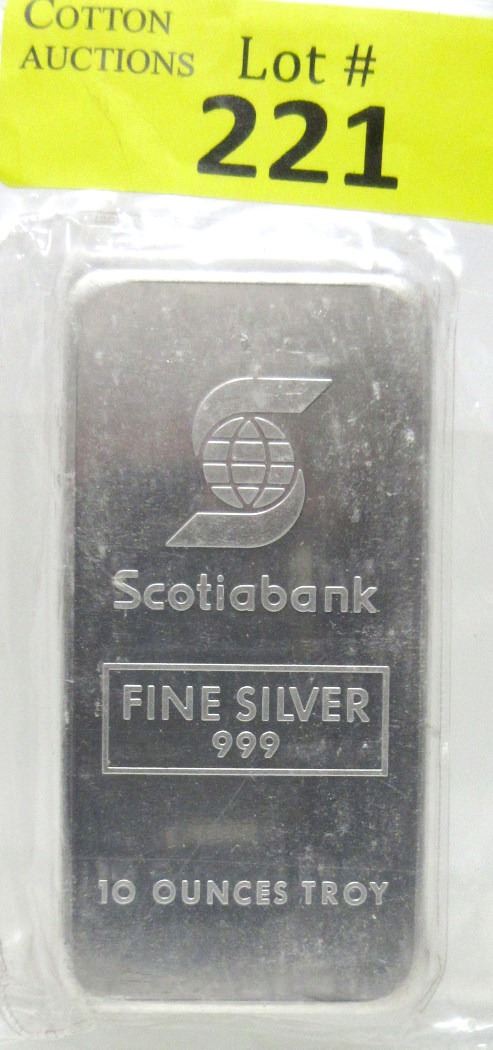 COTTON
AUCTIONS Lot #
221
Scotiabank
FINE SILVER
999
10 OUNCES TROY